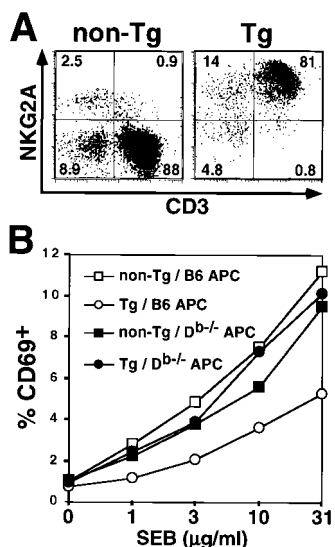 A
non-Tg
Tg
2.5
0.9
14
81
NKG2A
8.9
88
4.8
0.8
CD3
B
12
10
8
6
4
2
0
% CD69+
non-Tg / B6 APC
Tg / B6 APC
non-Tg / Db-/- APC
Tg / Db-/- APC
0
1
3
10
31
SEB (µg/ml)